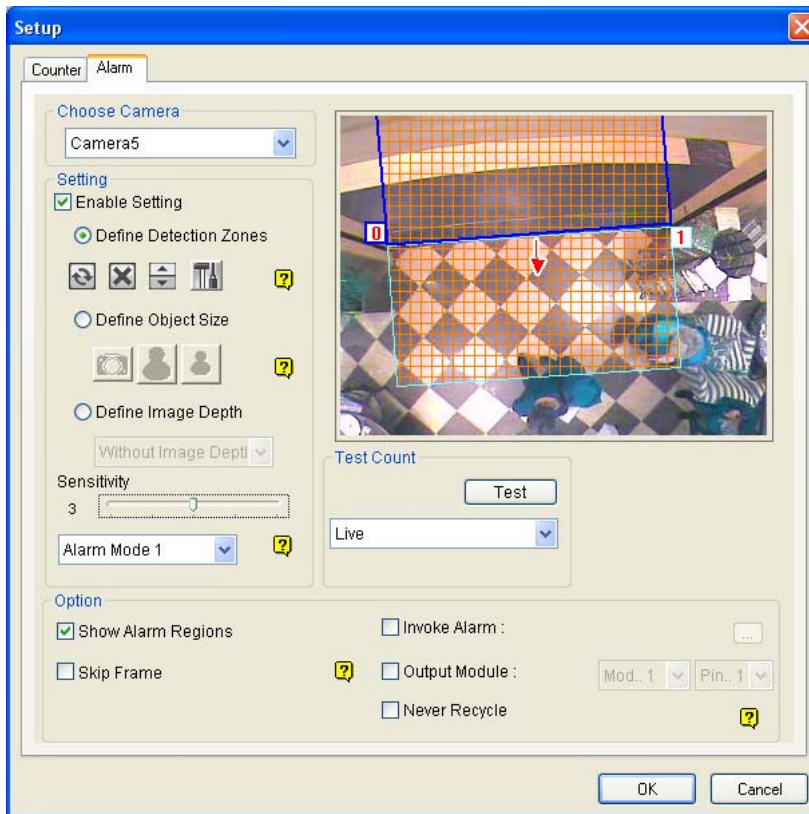 Setup
Counter
Alarm
Choose Camera
Camera5
Setting
Enable Setting
Define Detection Zones
?
Define Object Size
?
Define Image Depth
Without Image Depth
Sensitivity
3
Alarm Mode 1
?
0
1
Test Count
Test
Live
Option
Show Alarm Regions
Skip Frame
?
Invoke Alarm :
...
Output Module :
Mod.. 1
Pin.. 1
Never Recycle
?
OK
Cancel